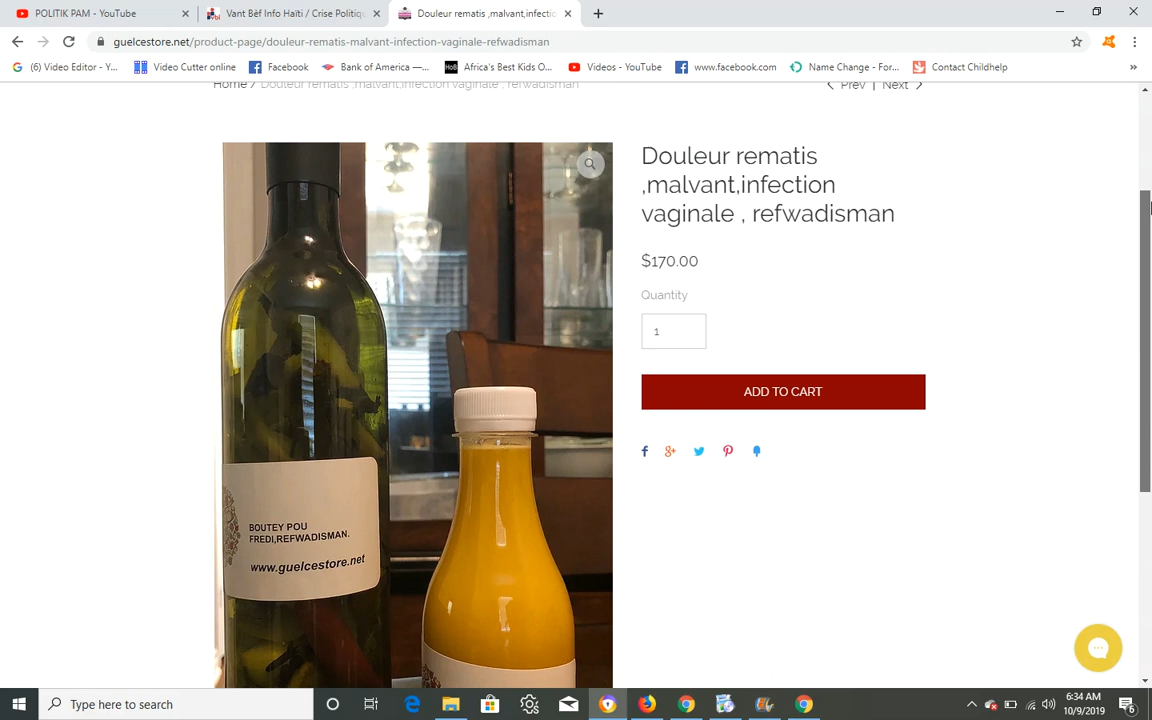 POLITIK PAM - YouTube
Vant Bèf Info Haïti / Crise Politiqu
Douleur rematis ,malvant,infectio
guelcestore.net/product-page/douleur-rematis-malvant-infection-vaginale-refwadisman
(6) Video Editor - Y...
Video Cutter online
Facebook
Bank of America —...
HoB
Africa's Best Kids O...
Videos - YouTube
www.facebook.com
Name Change - For...
Contact Childhelp
Home / Douleur rematis ,malvant,infection vaginale , refwadisman
Prev | Next
Douleur rematis
,malvant,infection
vaginale , refwadisman
$170.00
Quantity
1
ADD TO CART
BOUTEY POU
FREDI,REFWADISMAN.
www.guelcestore.net
Type here to search
6:34 AM
10/9/2019
6